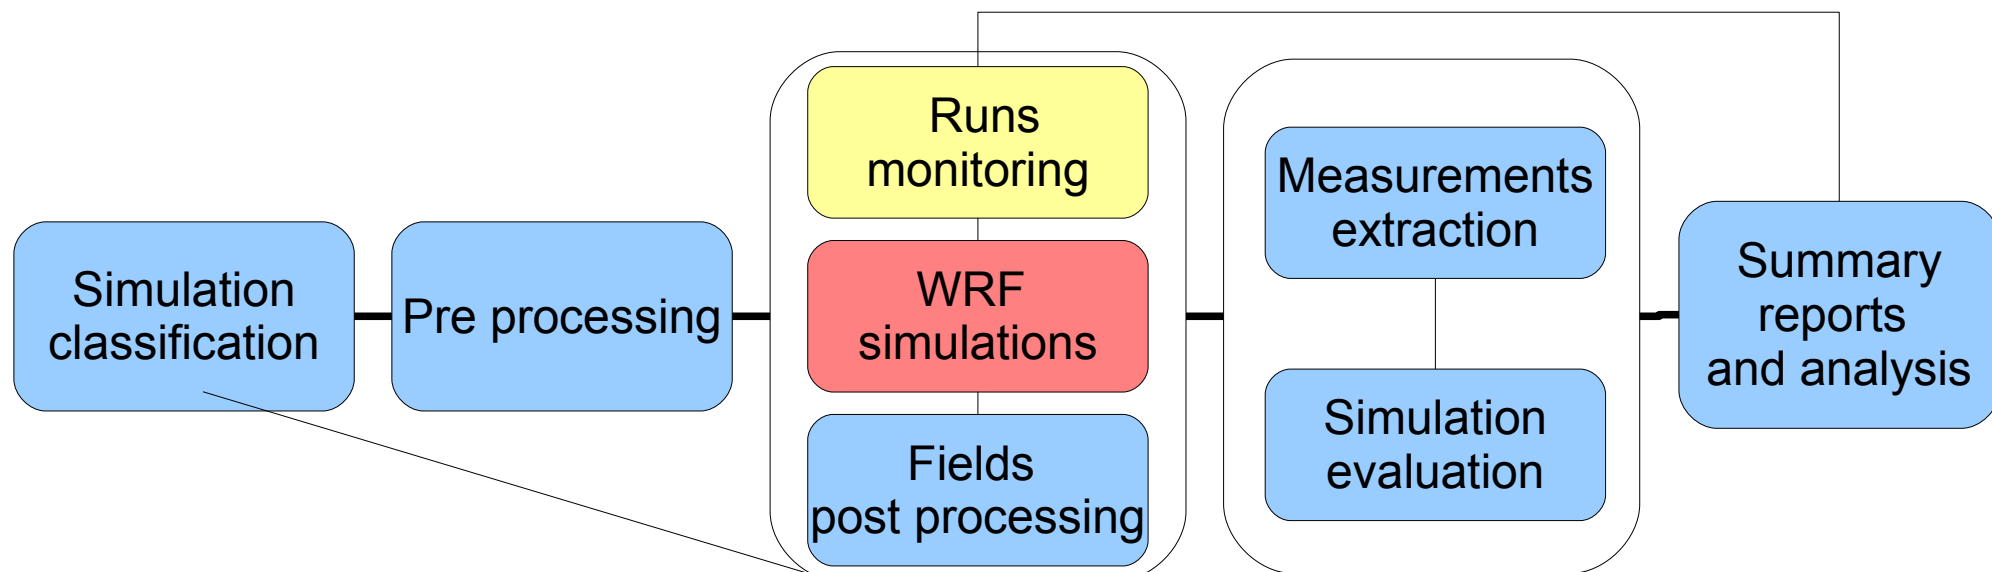 Simulation
classification
Pre processing
Runs
monitoring
WRF
simulations
Fields
post processing
Measurements
extraction
Simulation
evaluation
Summary
reports
and analysis